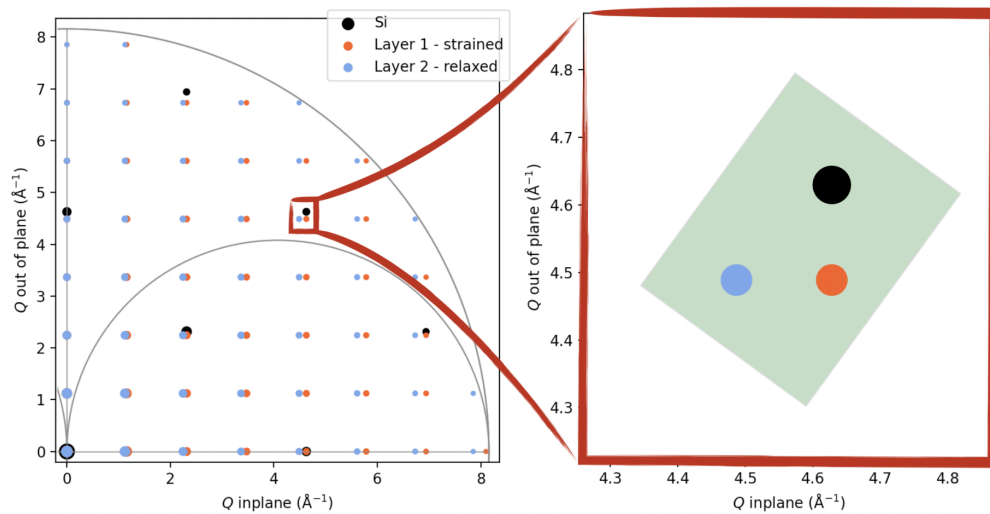 Si
Layer 1 - strained
Layer 2 - relaxed
8
7
6
5
4
3
2
1
0
Q out of plane (Å⁻¹)
0 2 4 6 8
Q inplane (Å⁻¹)
4.8
4.7
4.6
4.5
4.4
4.3
Q out of plane (Å⁻¹)
4.3 4.4 4.5 4.6 4.7 4.8
Q inplane (Å⁻¹)